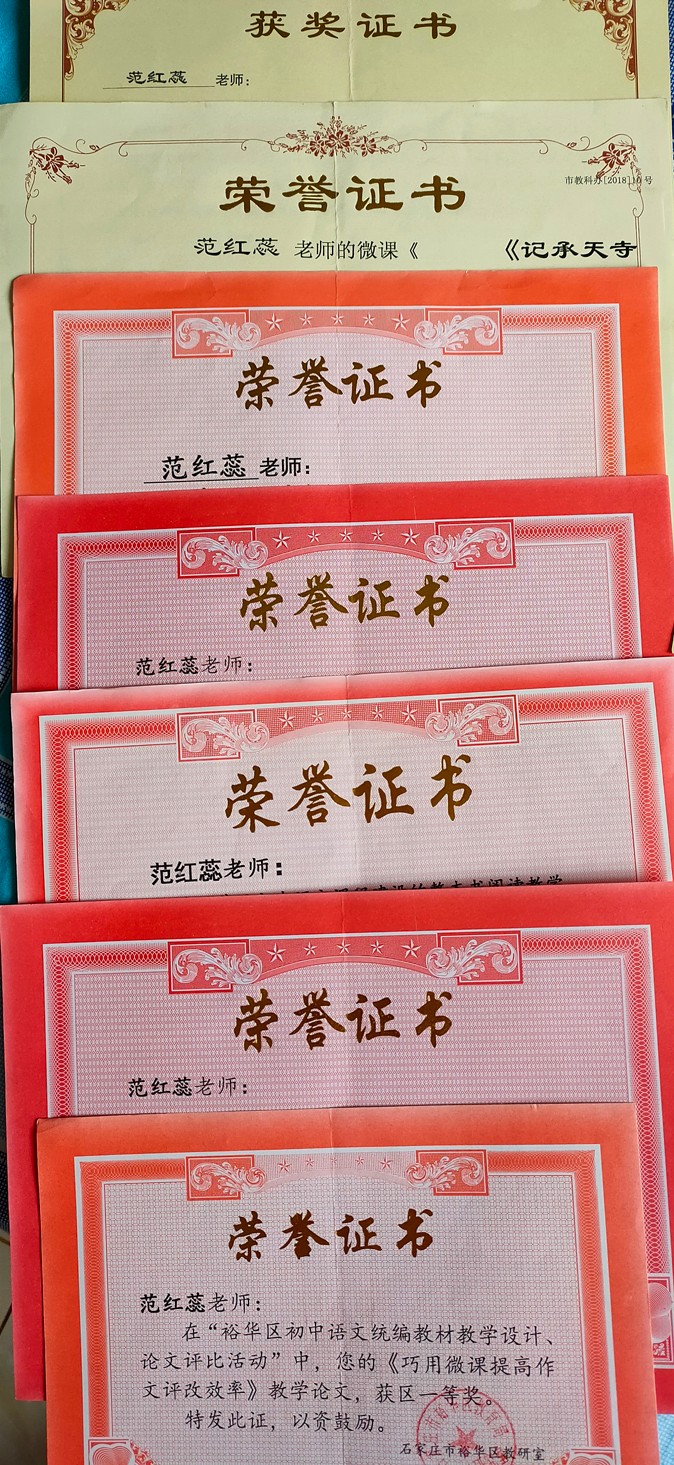 获奖证书
范红蕊 老师：
荣誉证书
市教科办[2018]10号
范红蕊 老师的微课《 《记承天寺
荣誉证书
范红蕊 老师：
荣誉证书
范红蕊老师：
荣誉证书
范红蕊老师：
荣誉证书
范红蕊老师：
荣誉证书
范红蕊老师：
在“裕华区初中语文统编教材教学设计、
论文评比活动”中，您的《巧用微课提高作
文评改效率》教学论文，获区一等奖。
特发此证，以资鼓励。
石家庄市裕华区教研室